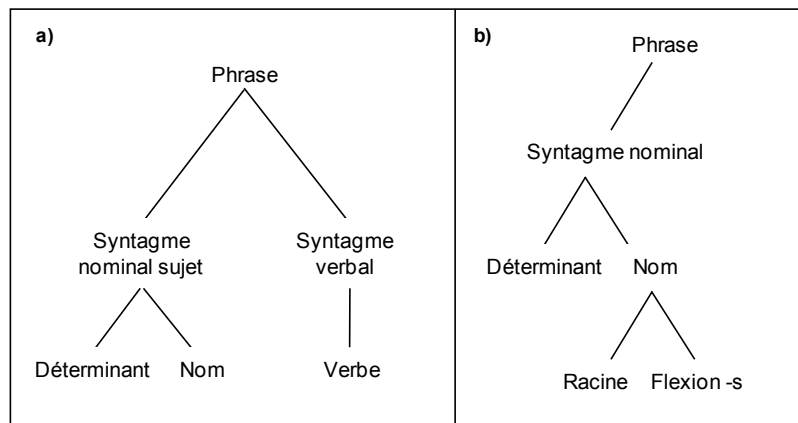 a)
Phrase
Syntagme
nominal sujet
Syntagme
verbal
Déterminant
Nom
Verbe
b)
Phrase
Syntagme nominal
Déterminant
Nom
Racine
Flexion -s